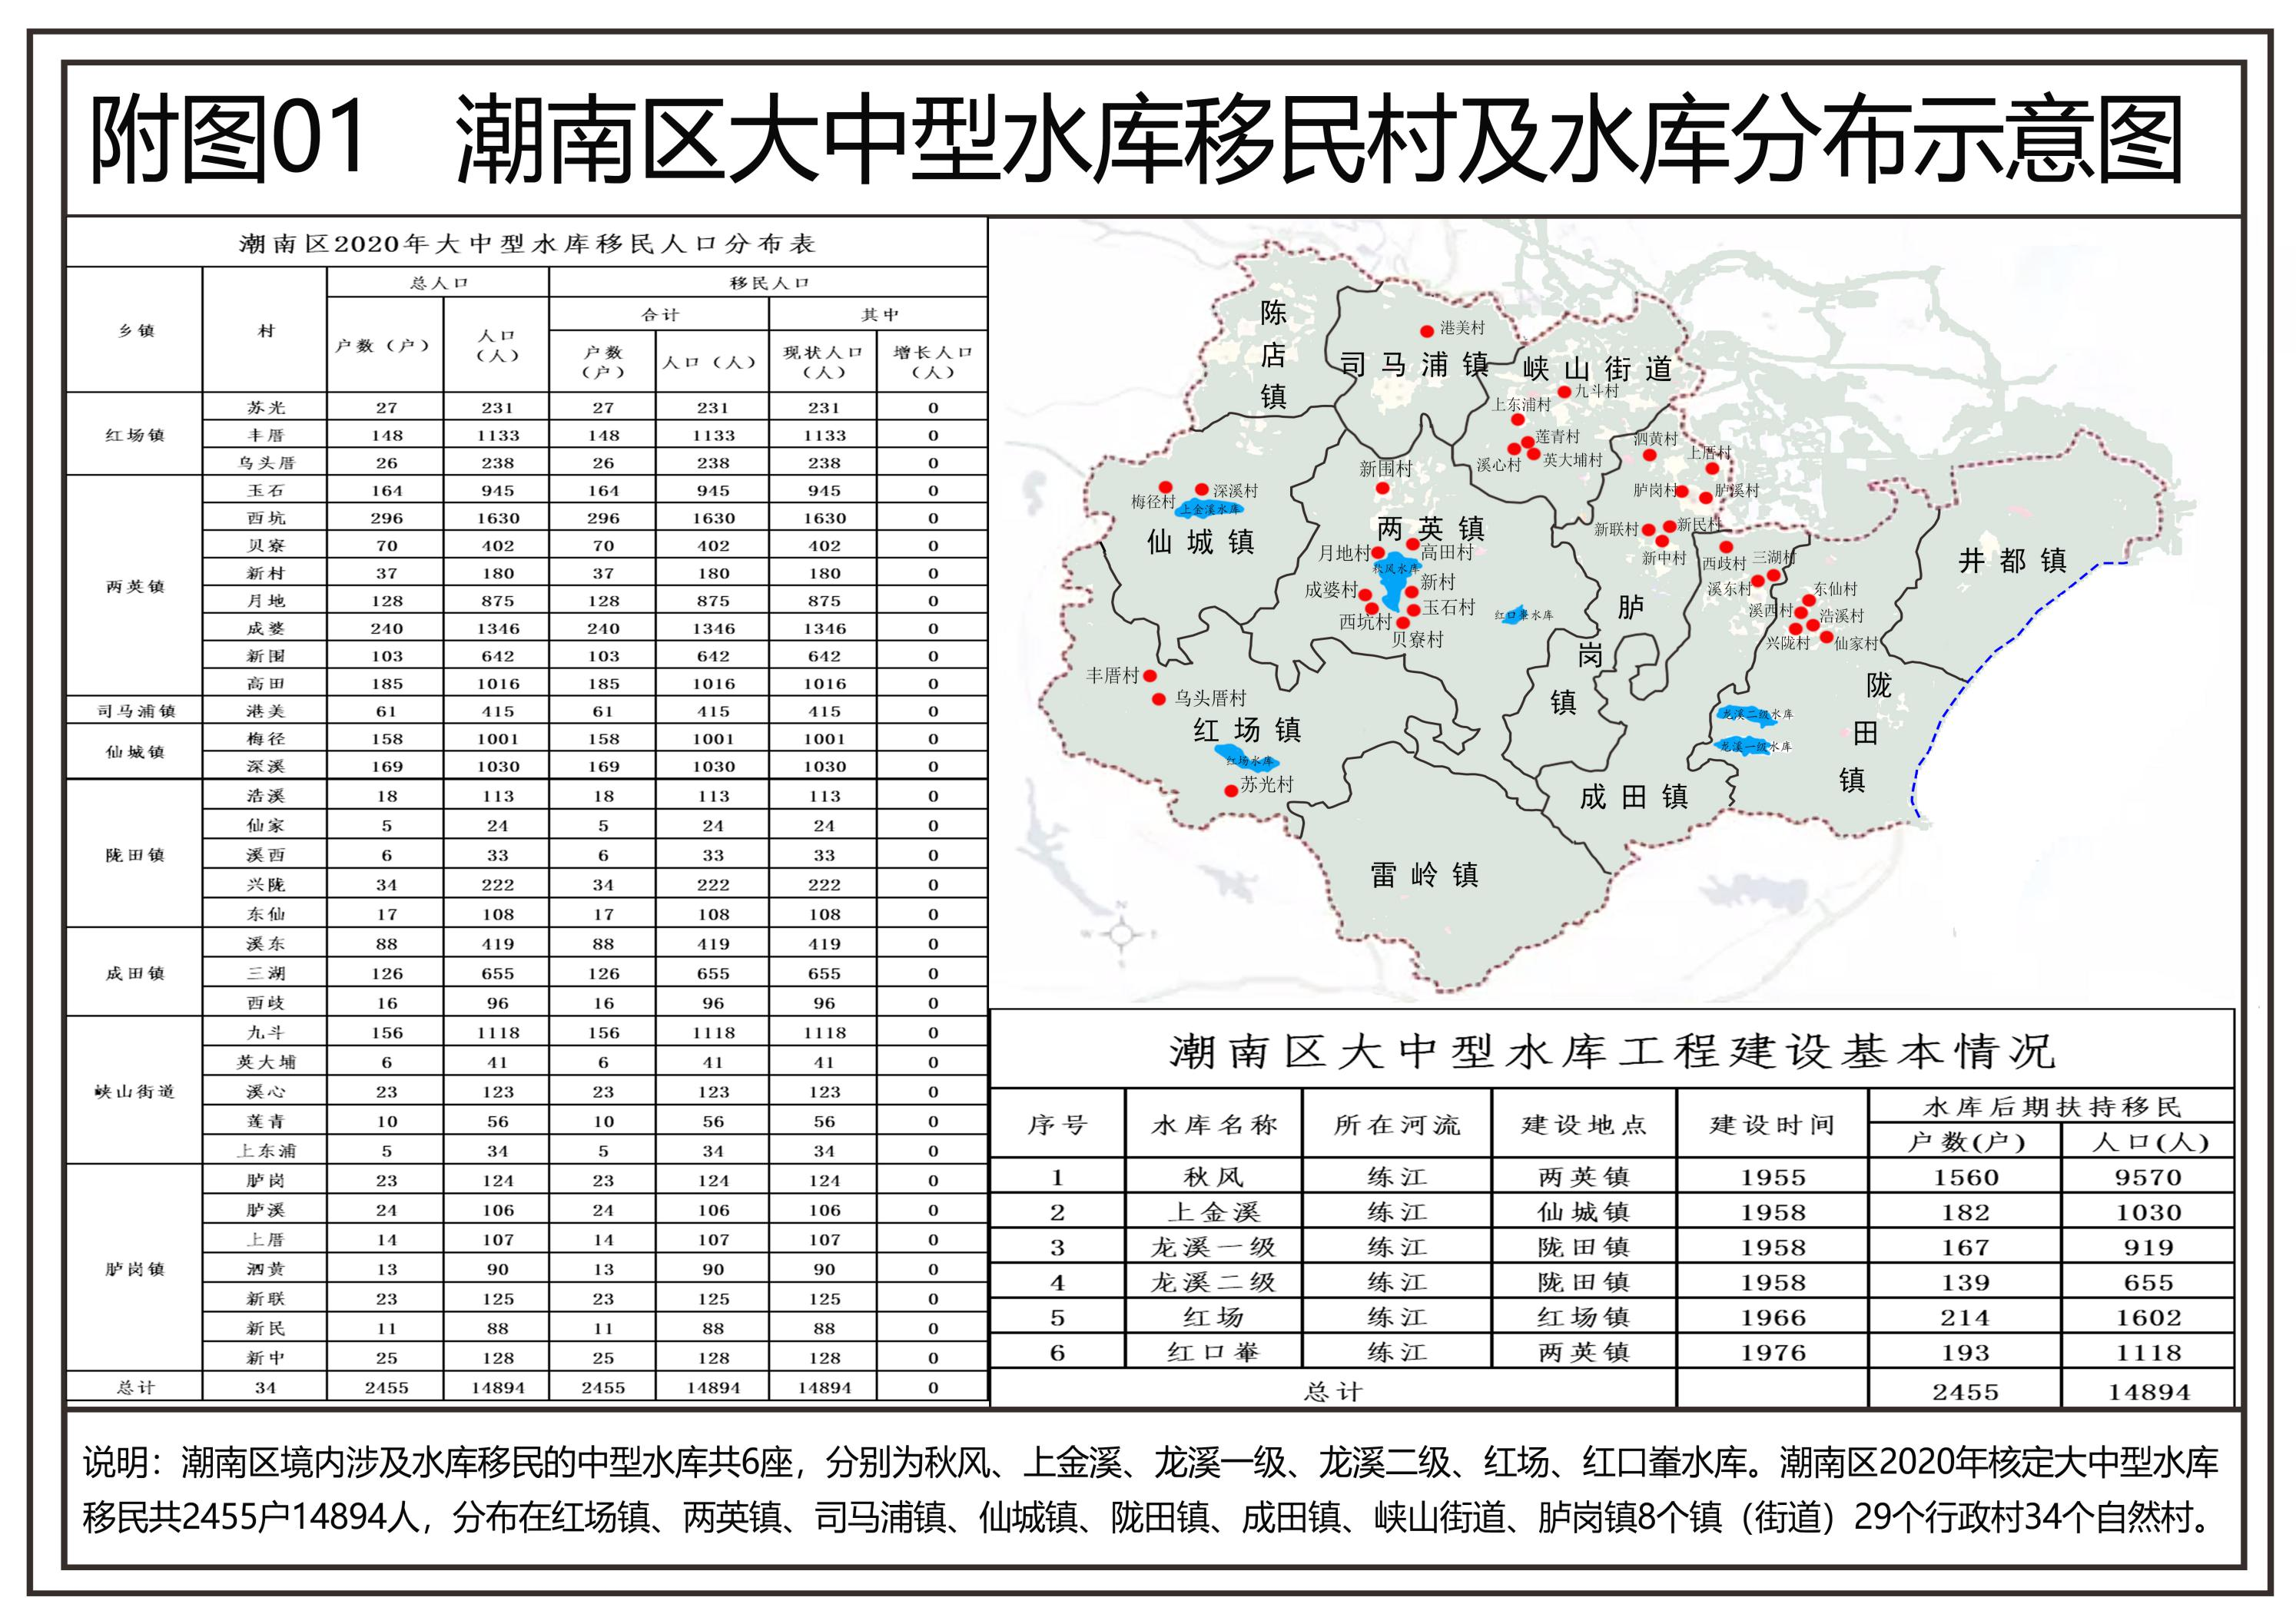 附图01 潮南区大中型水库移民村及水库分布示意图
潮南区2020年大中型水库移民人口分布表
乡镇 村 总人口 移民人口
合计 其中
户数（户） 人口（人） 户数（户） 人口（人） 现状人口（人） 增长人口（人）
红场镇 苏光 27 231 27 231 231 0
丰厝 148 1133 148 1133 1133 0
乌头厝 26 238 26 238 238 0
两英镇 玉石 164 945 164 945 945 0
西坑 296 1630 296 1630 1630 0
贝寮 70 402 70 402 402 0
新村 37 180 37 180 180 0
月地 128 875 128 875 875 0
成婆 240 1346 240 1346 1346 0
新围 103 642 103 642 642 0
高田 185 1016 185 1016 1016 0
司马浦镇 港美 61 415 61 415 415 0
仙城镇 梅径 158 1001 158 1001 1001 0
深溪 169 1030 169 1030 1030 0
陇田镇 浩溪 18 113 18 113 113 0
仙家 5 24 5 24 24 0
溪西 6 33 6 33 33 0
兴陇 34 222 34 222 222 0
东仙 17 108 17 108 108 0
成田镇 溪东 88 419 88 419 419 0
三湖 126 655 126 655 655 0
西歧 16 96 16 96 96 0
峡山街道 九斗 156 1118 156 1118 1118 0
英大埔 6 41 6 41 41 0
溪心 23 123 23 123 123 0
莲青 10 56 10 56 56 0
上东浦 5 34 5 34 34 0
胪岗镇 胪岗 23 124 23 124 124 0
胪溪 24 106 24 106 106 0
上厝 14 107 14 107 107 0
泗黄 13 90 13 90 90 0
新联 23 125 23 125 125 0
新民 11 88 11 88 88 0
新中 25 128 25 128 128 0
总计 34 2455 14894 2455 14894 14894 0
陈店镇
港美村
司马浦镇
峡山街道
九斗村
上东浦村
莲青村
溪心村
英大埔村
泗黄村
上厝村
新围村
胪岗村
胪溪村
梅径村
深溪村
上金溪水库
仙城镇
两英镇
新联村
新民村
新中村
月地村
高田村
秋风水库
西歧村
三湖村
溪东村
井都镇
成婆村
新村
玉石村
西坑村
贝寮村
红口輋水库
胪岗镇
东仙村
溪西村
浩溪村
兴陇村
仙家村
丰厝村
乌头厝村
红场镇
红场水库
苏光村
龙溪二级水库
龙溪一级水库
陇田镇
成田镇
雷岭镇
N
W
E
S
潮南区大中型水库工程建设基本情况
序号 水库名称 所在河流 建设地点 建设时间 水库后期扶持移民
户数(户) 人口(人)
1 秋风 练江 两英镇 1955 1560 9570
2 上金溪 练江 仙城镇 1958 182 1030
3 龙溪一级 练江 陇田镇 1958 167 919
4 龙溪二级 练江 陇田镇 1958 139 655
5 红场 练江 红场镇 1966 214 1602
6 红口輋 练江 两英镇 1976 193 1118
总计 2455 14894
说明：潮南区境内涉及水库移民的中型水库共6座，分别为秋风、上金溪、龙溪一级、龙溪二级、红场、红口輋水库。潮南区2020年核定大中型水库
移民共2455户14894人，分布在红场镇、两英镇、司马浦镇、仙城镇、陇田镇、成田镇、峡山街道、胪岗镇8个镇（街道）29个行政村34个自然村。